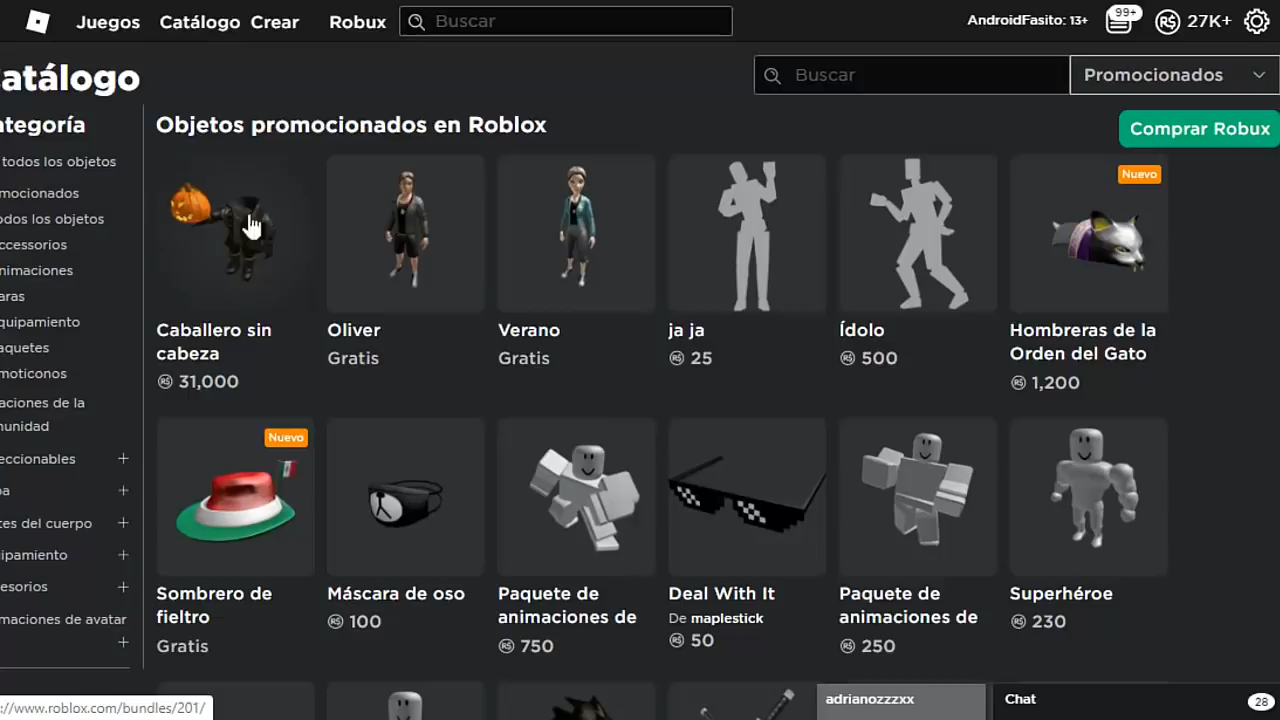 Juegos Catálogo Crear Robux Buscar AndroidFasito: 13+ 99+ 27K+
atálogo
Buscar Promocionados
ategoría
Objetos promocionados en Roblox
Comprar Robux
todos los objetos
mocionados
odos los objetos
ccessorios
nimaciones
aras
quipamiento
aquetes
moticonos
aciones de la
munidad
eccionables +
pa +
tes del cuerpo +
uipamiento +
esorios +
maciones de avatar
+
Caballero sin
cabeza
31,000
Oliver
Gratis
Verano
Gratis
ja ja
25
Ídolo
500
Nuevo
Hombreras de la
Orden del Gato
1,200
Nuevo
Sombrero de
fieltro
Gratis
Máscara de oso
100
Paquete de
animaciones de
750
Deal With It
De maplestick
50
Paquete de
animaciones de
250
Superhéroe
230
://www.roblox.com/bundles/201/
adrianozzzxx
Chat 28